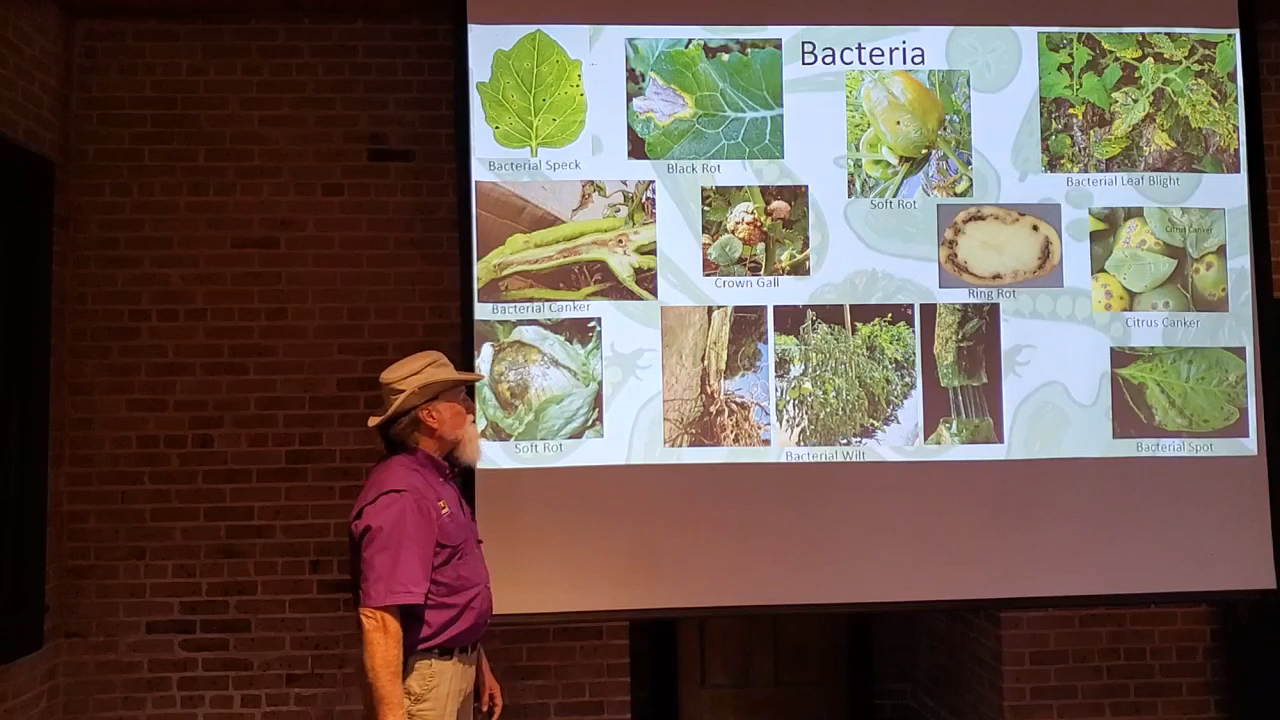 Bacteria
Bacterial Speck
Black Rot
Soft Rot
Bacterial Leaf Blight
Bacterial Canker
Crown Gall
Ring Rot
Citrus Canker
Citrus Canker
Soft Rot
Bacterial Wilt
Bacterial Spot